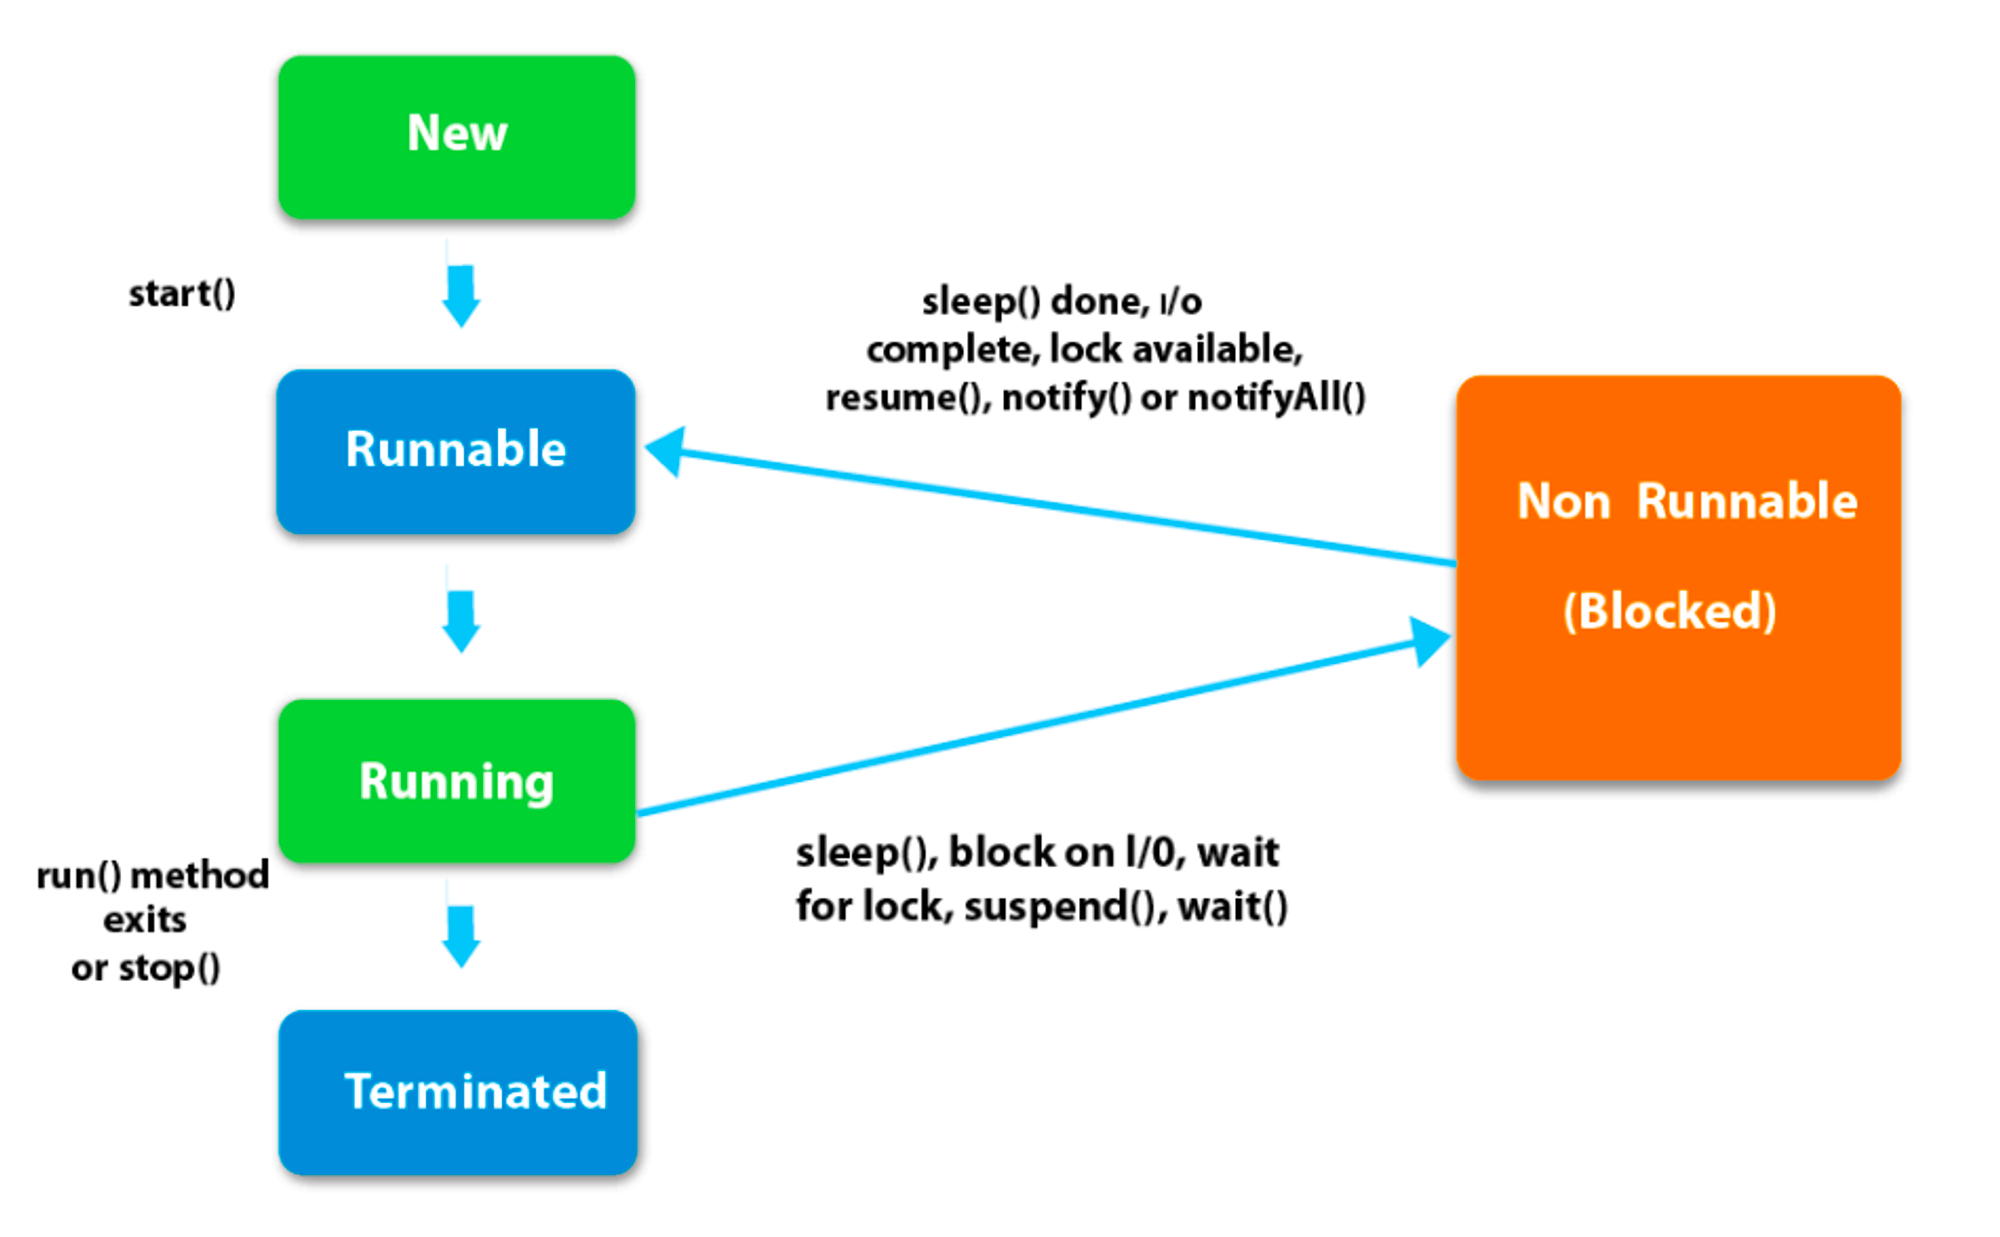 New
start()
sleep() done, I/o
complete, lock available,
resume(), notify() or notifyAll()
Runnable
Non Runnable
(Blocked)
Running
sleep(), block on l/0, wait
for lock, suspend(), wait()
run() method
exits
or stop()
Terminated